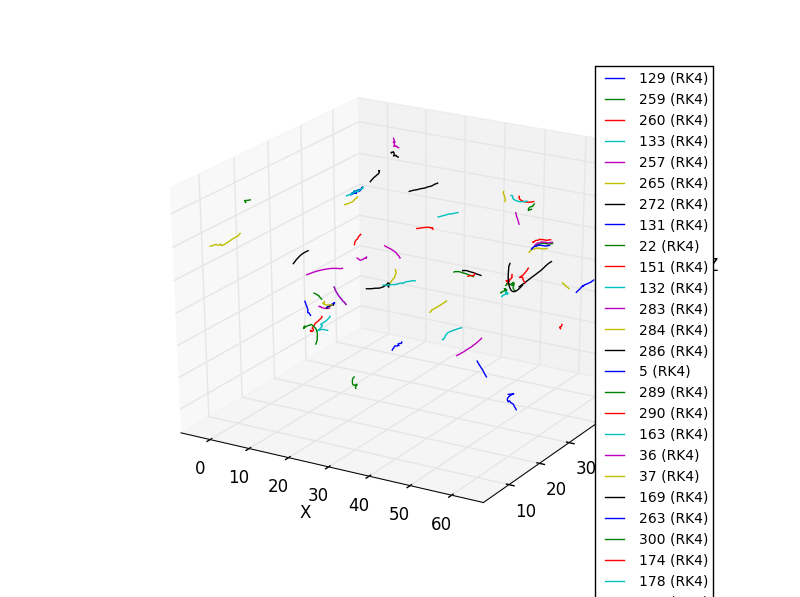 129 (RK4)
259 (RK4)
260 (RK4)
133 (RK4)
257 (RK4)
265 (RK4)
272 (RK4)
131 (RK4)
22 (RK4)
151 (RK4)
132 (RK4)
283 (RK4)
284 (RK4)
286 (RK4)
5 (RK4)
289 (RK4)
290 (RK4)
163 (RK4)
36 (RK4)
37 (RK4)
169 (RK4)
263 (RK4)
300 (RK4)
174 (RK4)
178 (RK4)
Z
0 10 20 30 40 50 60
X
10 20 30